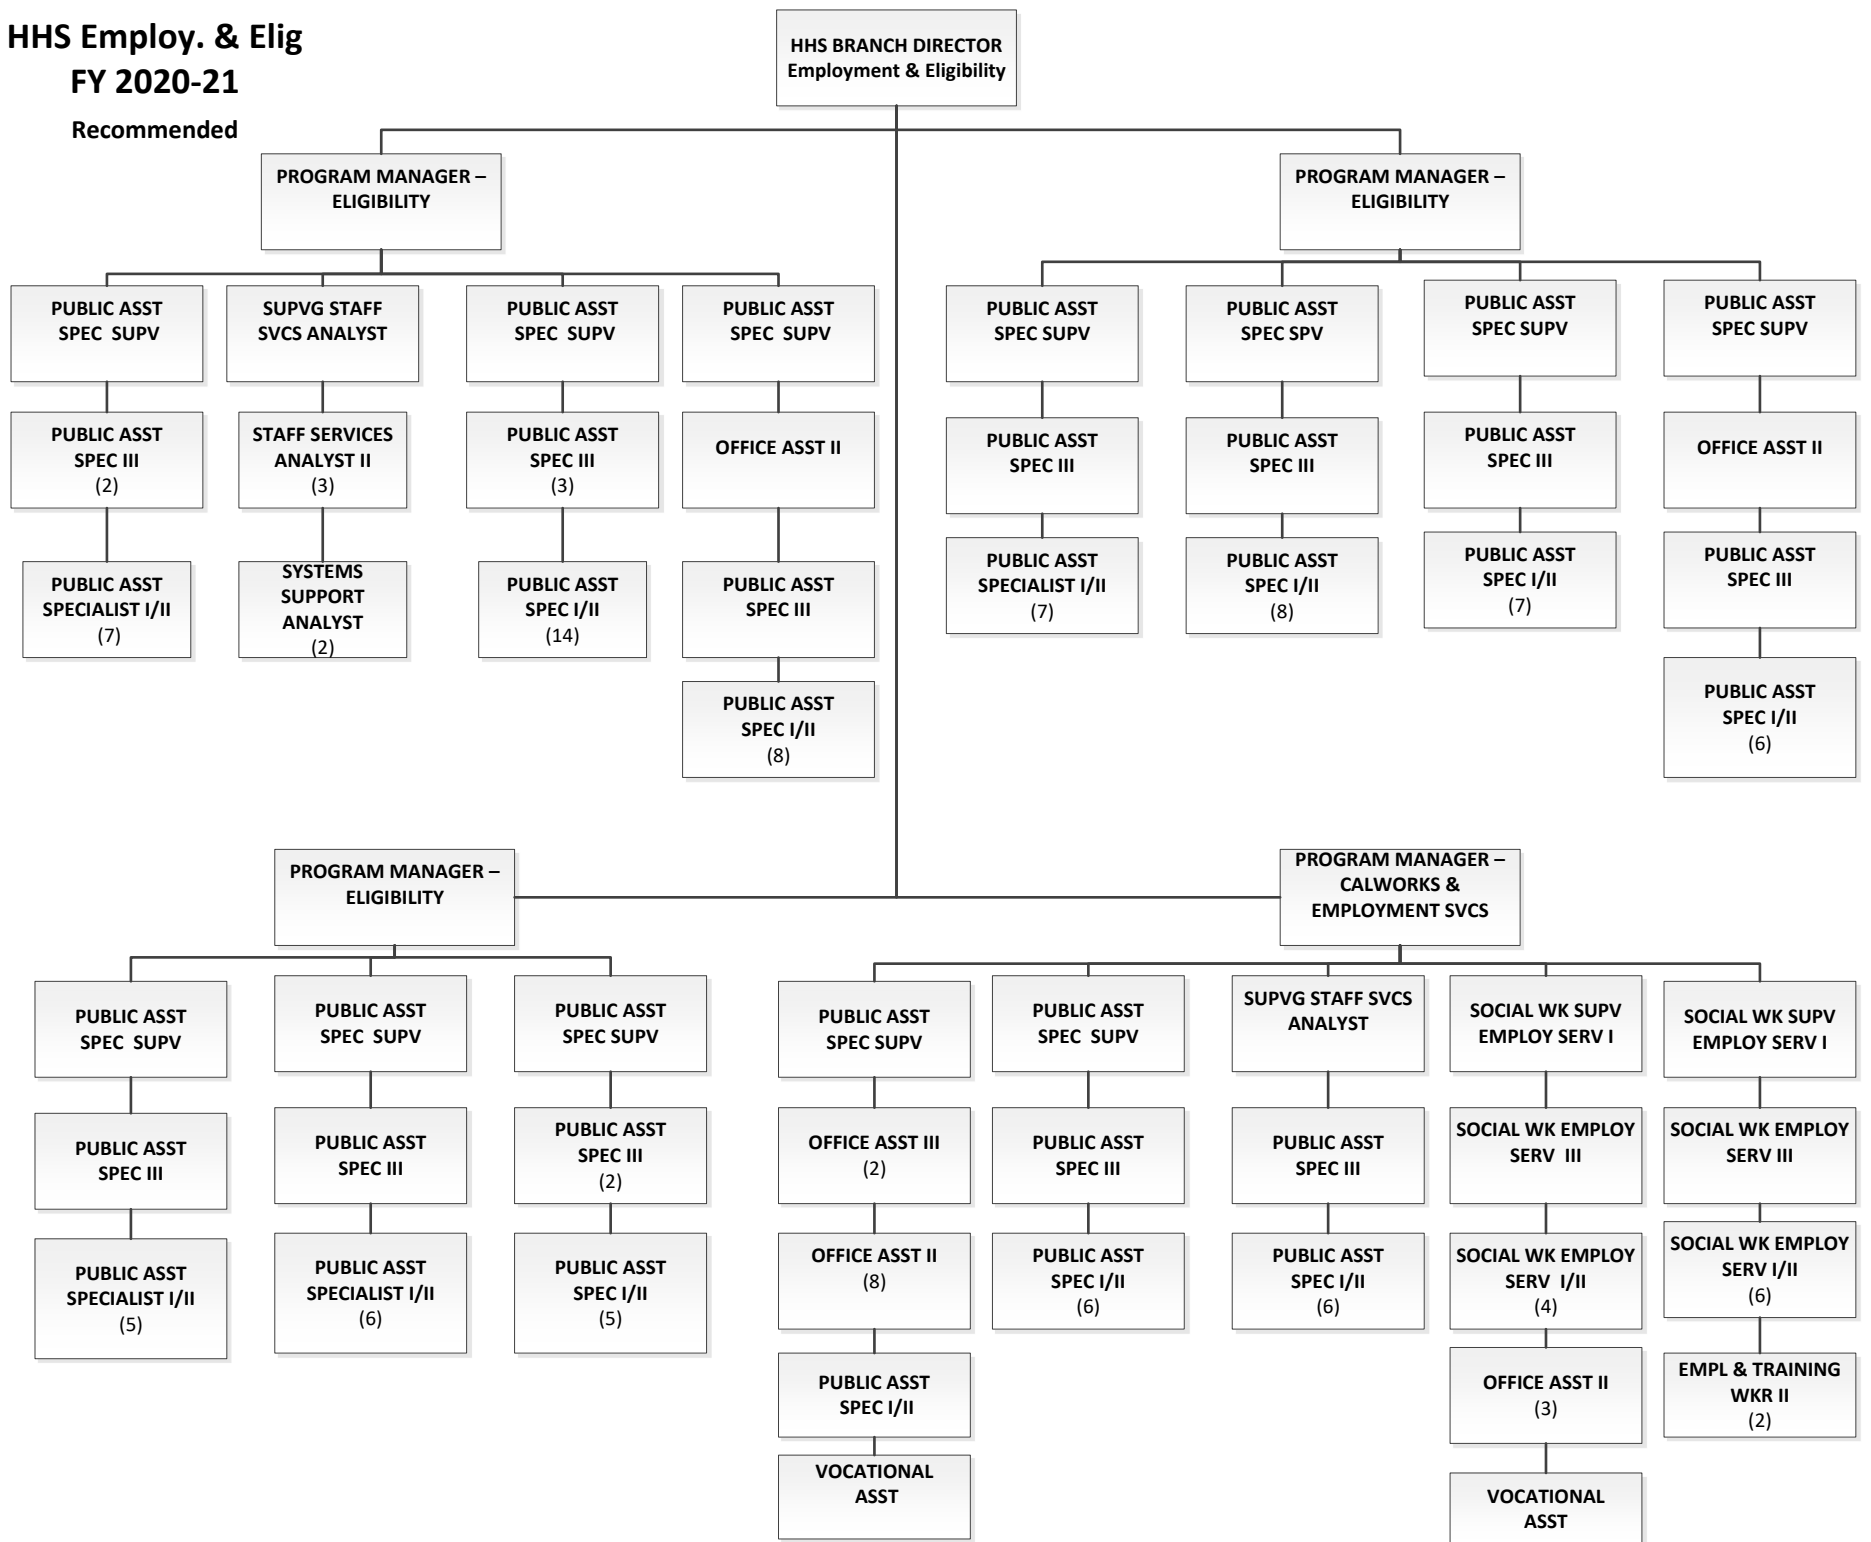 HHS Employ. & Elig
FY 2020-21
Recommended
HHS BRANCH DIRECTOR
Employment & Eligibility
PROGRAM MANAGER –
ELIGIBILITY
PUBLIC ASST
SPEC SUPV
PUBLIC ASST
SPEC III
(2)
PUBLIC ASST
SPECIALIST I/II
(7)
SUPVG STAFF
SVCS ANALYST
STAFF SERVICES
ANALYST II
(3)
SYSTEMS
SUPPORT
ANALYST
(2)
PUBLIC ASST
SPEC SUPV
PUBLIC ASST
SPEC III
(3)
PUBLIC ASST
SPEC I/II
(14)
PUBLIC ASST
SPEC SUPV
OFFICE ASST II
PUBLIC ASST
SPEC III
PUBLIC ASST
SPEC I/II
(8)
PROGRAM MANAGER –
ELIGIBILITY
PUBLIC ASST
SPEC SUPV
PUBLIC ASST
SPEC III
PUBLIC ASST
SPECIALIST I/II
(7)
PUBLIC ASST
SPEC SPV
PUBLIC ASST
SPEC III
PUBLIC ASST
SPEC I/II
(8)
PUBLIC ASST
SPEC SUPV
PUBLIC ASST
SPEC III
PUBLIC ASST
SPEC I/II
(7)
PUBLIC ASST
SPEC SUPV
OFFICE ASST II
PUBLIC ASST
SPEC III
PUBLIC ASST
SPEC I/II
(6)
PROGRAM MANAGER –
ELIGIBILITY
PUBLIC ASST
SPEC SUPV
PUBLIC ASST
SPEC III
PUBLIC ASST
SPECIALIST I/II
(5)
PUBLIC ASST
SPEC SUPV
PUBLIC ASST
SPEC III
PUBLIC ASST
SPECIALIST I/II
(6)
PUBLIC ASST
SPEC SUPV
PUBLIC ASST
SPEC III
(2)
PUBLIC ASST
SPEC I/II
(5)
PROGRAM MANAGER –
CALWORKS &
EMPLOYMENT SVCS
PUBLIC ASST
SPEC SUPV
OFFICE ASST III
(2)
OFFICE ASST II
(8)
PUBLIC ASST
SPEC I/II
VOCATIONAL
ASST
PUBLIC ASST
SPEC SUPV
PUBLIC ASST
SPEC III
PUBLIC ASST
SPEC I/II
(6)
SUPVG STAFF SVCS
ANALYST
PUBLIC ASST
SPEC III
PUBLIC ASST
SPEC I/II
(6)
SOCIAL WK SUPV
EMPLOY SERV I
SOCIAL WK EMPLOY
SERV III
SOCIAL WK EMPLOY
SERV I/II
(4)
OFFICE ASST II
(3)
VOCATIONAL
ASST
SOCIAL WK SUPV
EMPLOY SERV I
SOCIAL WK EMPLOY
SERV III
SOCIAL WK EMPLOY
SERV I/II
(6)
EMPL & TRAINING
WKR II
(2)